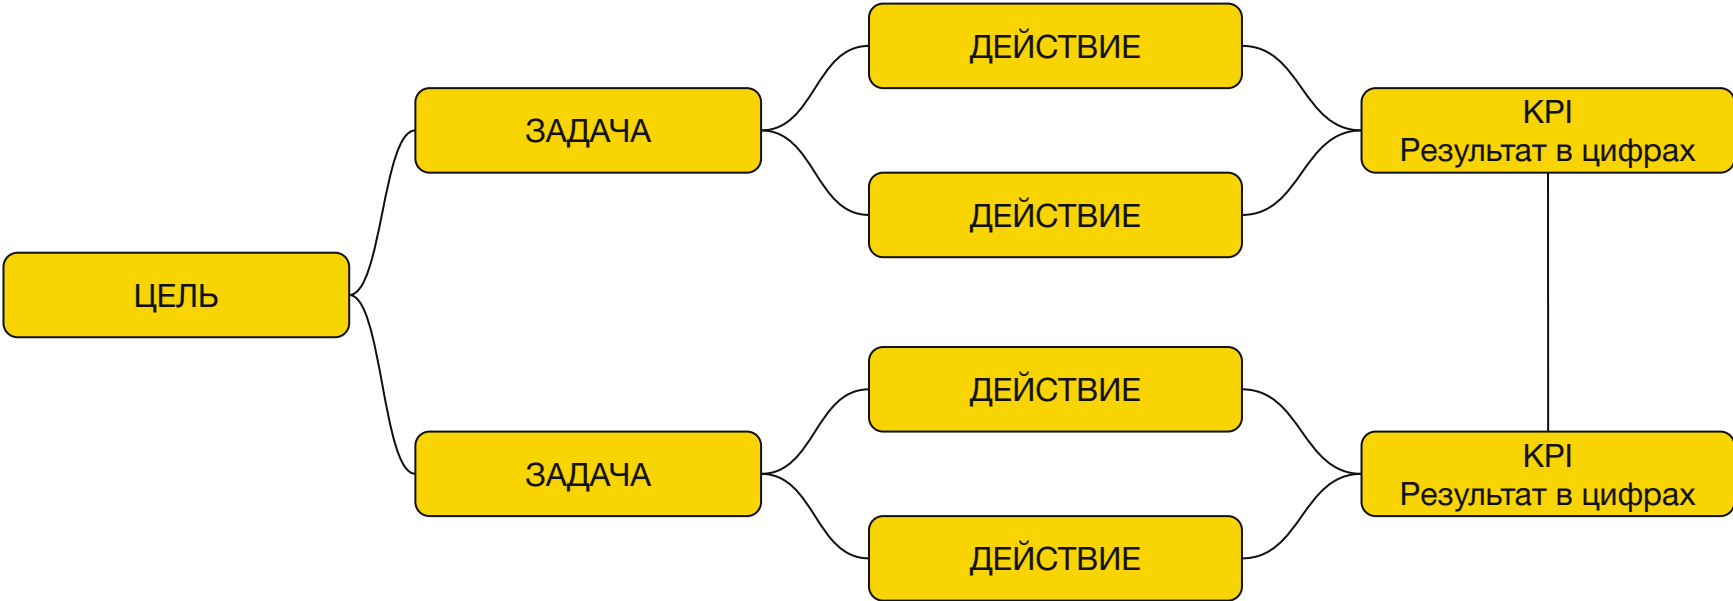 ЦЕЛЬ
ЗАДАЧА
ДЕЙСТВИЕ
ДЕЙСТВИЕ
KPI
Результат в цифрах
ЗАДАЧА
ДЕЙСТВИЕ
ДЕЙСТВИЕ
KPI
Результат в цифрах